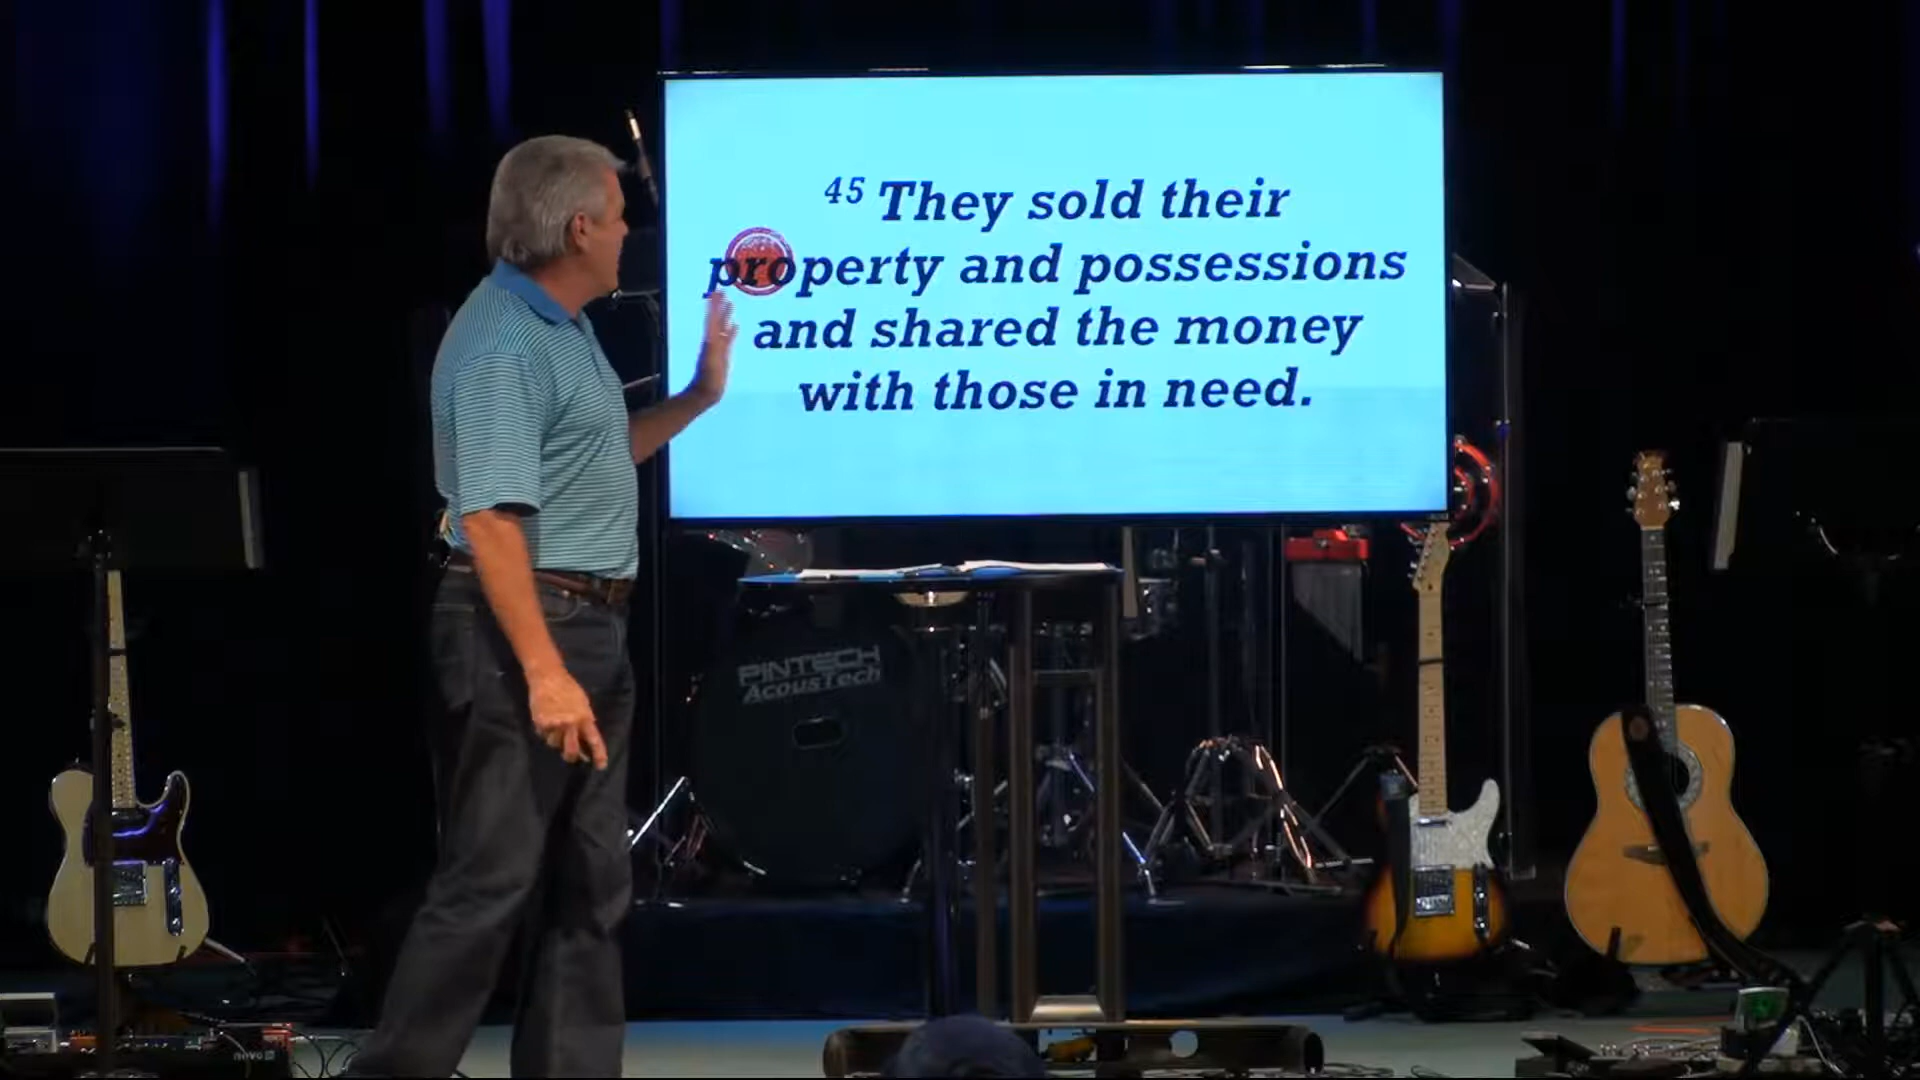 45 They sold their
property and possessions
and shared the money
with those in need.
PINTECH
AcousTech